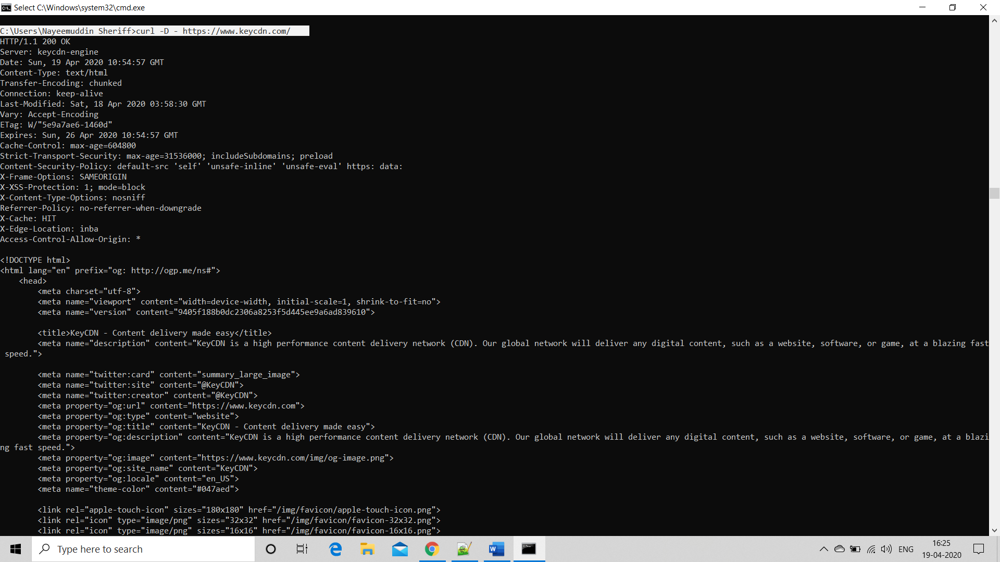 Select C:\Windows\system32\cmd.exe
C:\Users\Nayeemuddin Sheriff>curl -D - https://www.keycdn.com/
HTTP/1.1 200 OK
Server: keycdn-engine
Date: Sun, 19 Apr 2020 10:54:57 GMT
Content-Type: text/html
Transfer-Encoding: chunked
Connection: keep-alive
Last-Modified: Sat, 18 Apr 2020 03:58:30 GMT
Vary: Accept-Encoding
ETag: W/"5e9a7ae6-1460d"
Expires: Sun, 26 Apr 2020 10:54:57 GMT
Cache-Control: max-age=604800
Strict-Transport-Security: max-age=31536000; includeSubdomains; preload
Content-Security-Policy: default-src 'self' 'unsafe-inline' 'unsafe-eval' https: data:
X-Frame-Options: SAMEORIGIN
X-XSS-Protection: 1; mode=block
X-Content-Type-Options: nosniff
Referrer-Policy: no-referrer-when-downgrade
X-Cache: HIT
X-Edge-Location: inba
Access-Control-Allow-Origin: *
<!DOCTYPE html>
<html lang="en" prefix="og: http://ogp.me/ns#">
<head>
<meta charset="utf-8">
<meta name="viewport" content="width=device-width, initial-scale=1, shrink-to-fit=no">
<meta name="version" content="9405f188b0dc2306a8253f5d445ee9a6ad839610">
<title>KeyCDN - Content delivery made easy</title>
<meta name="description" content="KeyCDN is a high performance content delivery network (CDN). Our global network will deliver any digital content, such as a website, software, or game, at a blazing fast
speed.">
<meta name="twitter:card" content="summary_large_image">
<meta name="twitter:site" content="@KeyCDN">
<meta name="twitter:creator" content="@KeyCDN">
<meta property="og:url" content="https://www.keycdn.com">
<meta property="og:type" content="website">
<meta property="og:title" content="KeyCDN - Content delivery made easy">
<meta property="og:description" content="KeyCDN is a high performance content delivery network (CDN). Our global network will deliver any digital content, such as a website, software, or game, at a blazi
ng fast speed.">
<meta property="og:image" content="https://www.keycdn.com/img/og-image.png">
<meta property="og:site_name" content="KeyCDN">
<meta property="og:locale" content="en_US">
<meta name="theme-color" content="#047aed">
<link rel="apple-touch-icon" sizes="180x180" href="/img/favicon/apple-touch-icon.png">
<link rel="icon" type="image/png" sizes="32x32" href="/img/favicon/favicon-32x32.png">
<link rel="icon" type="image/png" sizes="16x16" href="/img/favicon/favicon-16x16.png">
Type here to search
ENG
16:25
19-04-2020